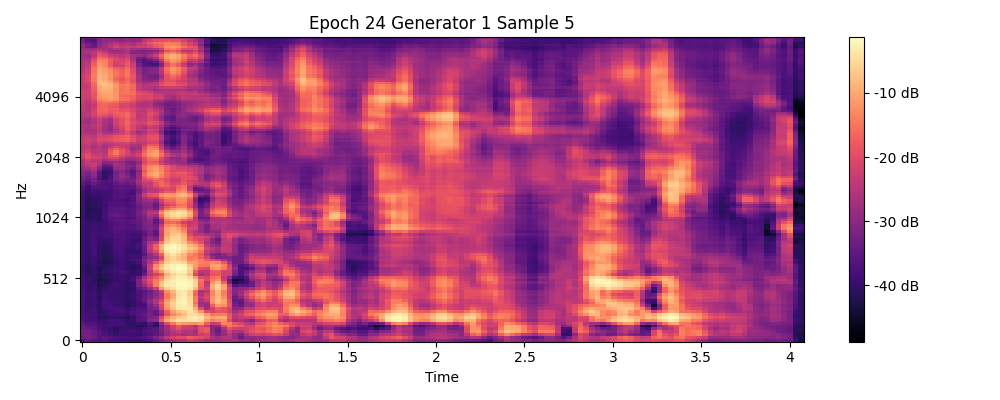 Epoch 24 Generator 1 Sample 5
Hz
4096
2048
1024
512
0
0 0.5 1 1.5 2 2.5 3 3.5 4
Time
-10 dB
-20 dB
-30 dB
-40 dB